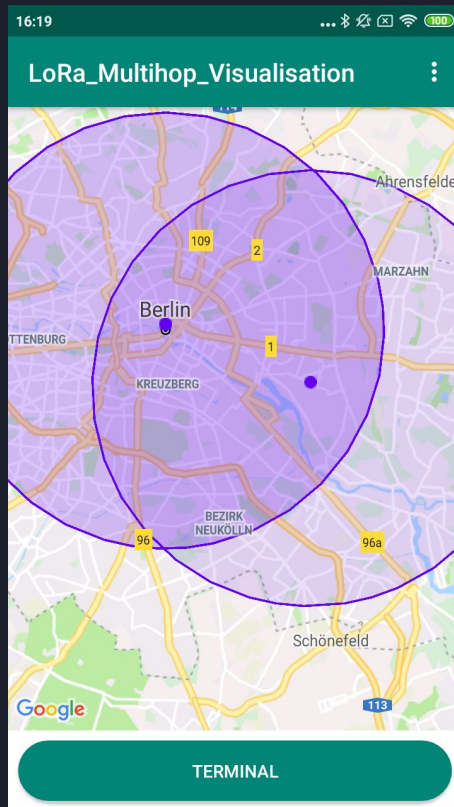 16:19
... 100
LoRa_Multihop_Visualisation
114
Ahrensfelde
109
2
MARZAHN
Berlin
TTENBURG
1
KREUZBERG
BEZIRK
NEUKÖLLN
96
96a
Schönefeld
Google
113
TERMINAL